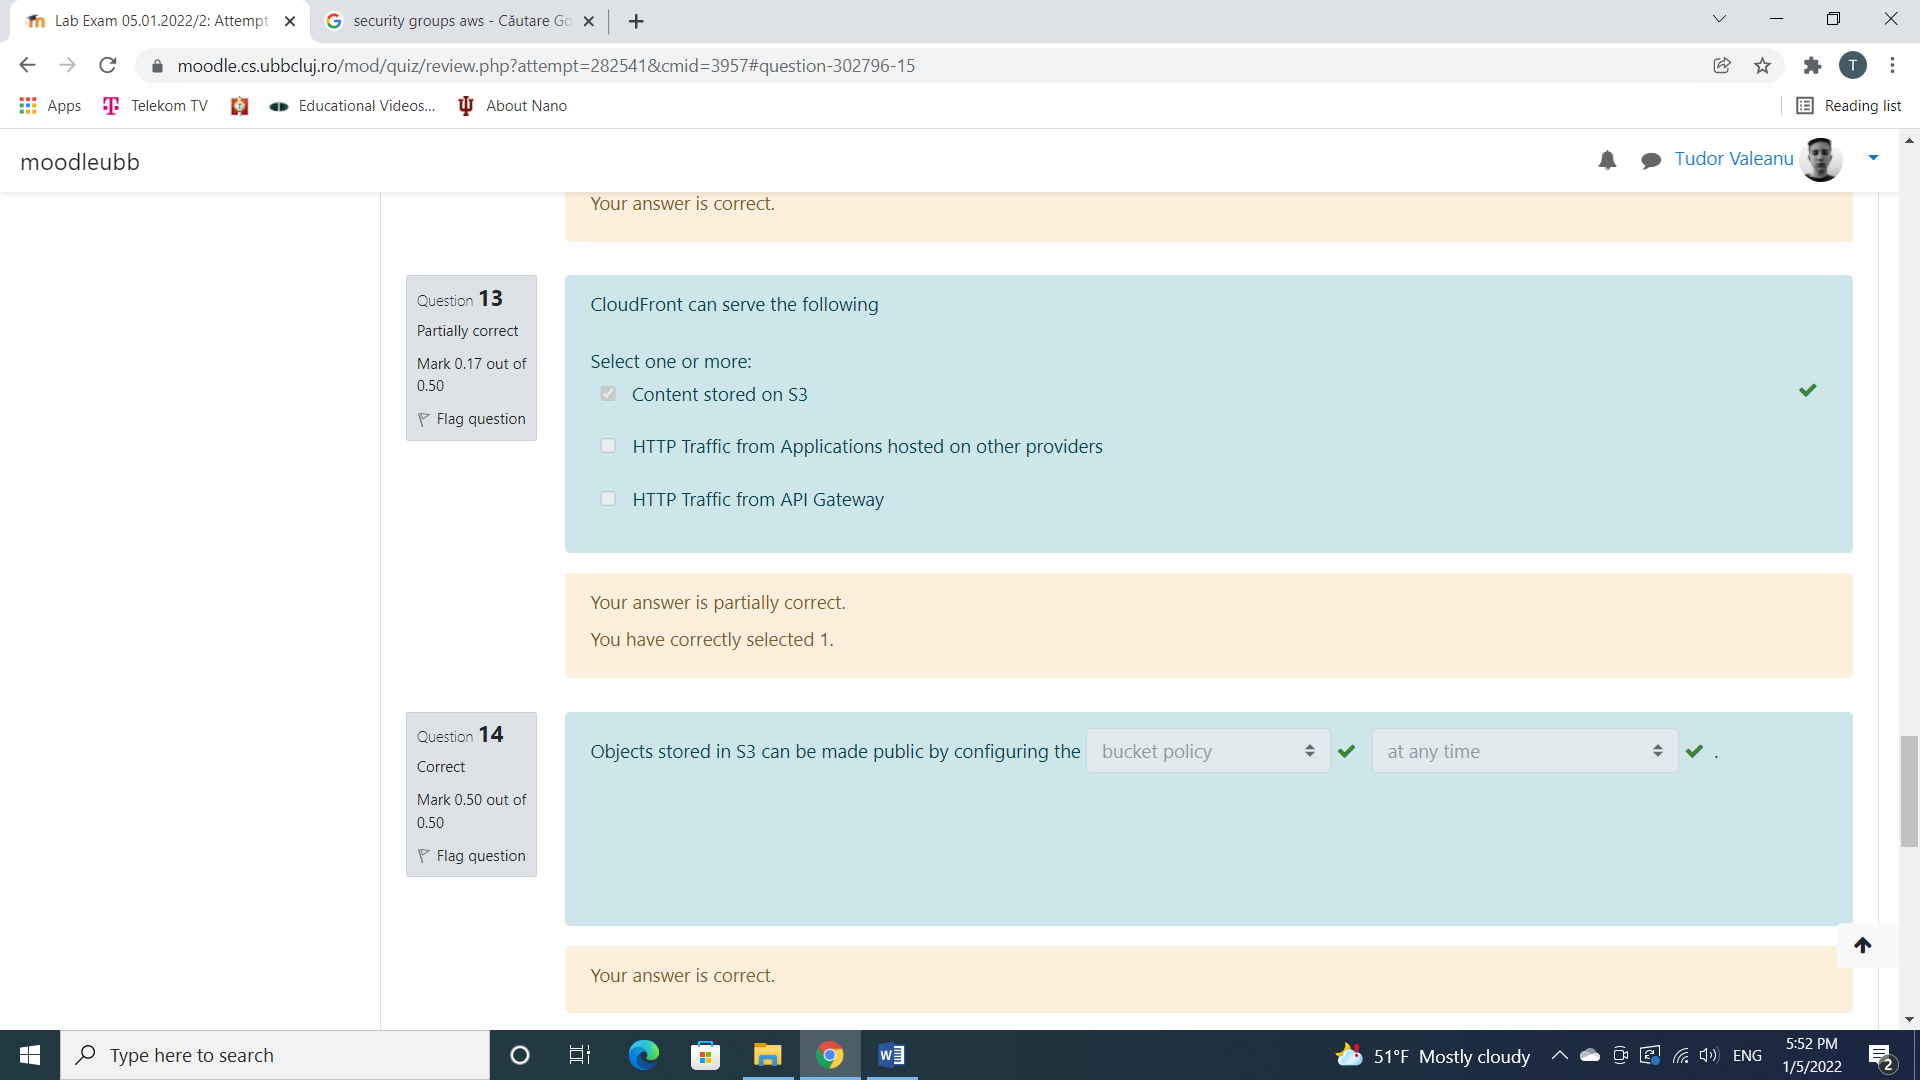 Lab Exam 05.01.2022/2: Attempt
security groups aws - Căutare Go
moodle.cs.ubbcluj.ro/mod/quiz/review.php?attempt=282541&cmid=3957#question-302796-15
T
Apps
Telekom TV
Educational Videos...
About Nano
Reading list
moodleubb
Tudor Valeanu
Your answer is correct.
Question 13
Partially correct
Mark 0.17 out of
0.50
Flag question
CloudFront can serve the following
Select one or more:
Content stored on S3
HTTP Traffic from Applications hosted on other providers
HTTP Traffic from API Gateway
Your answer is partially correct.
You have correctly selected 1.
Question 14
Correct
Mark 0.50 out of
0.50
Flag question
Objects stored in S3 can be made public by configuring the bucket policy at any time .
Your answer is correct.
Type here to search
51°F Mostly cloudy
ENG
5:52 PM
1/5/2022
2